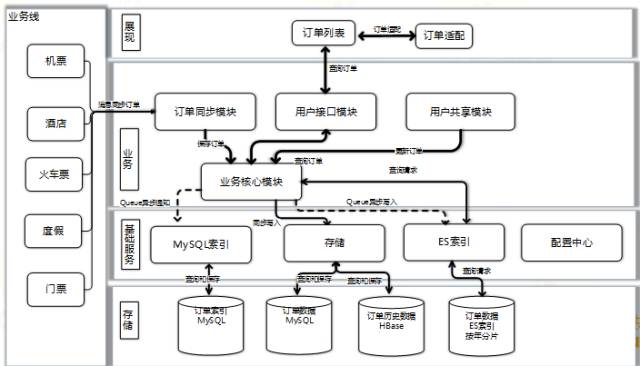 业务线
机票
酒店
火车票
度假
门票
展现
订单列表
订单适配
订单适配
查询订单
消息同步订单
业务
订单同步模块
用户接口模块
用户共享模块
保存订单
查询订单
更新订单
业务核心模块
查询请求
Queue异步通知
Queue异步写入
同步写入
基础服务
MySQL索引
存储
ES索引
配置中心
查询和保存
查询和保存
查询和保存
查询请求
存储
订单索引
MySQL
订单数据
MySQL
订单历史数据
HBase
订单数据
ES索引
按年分片